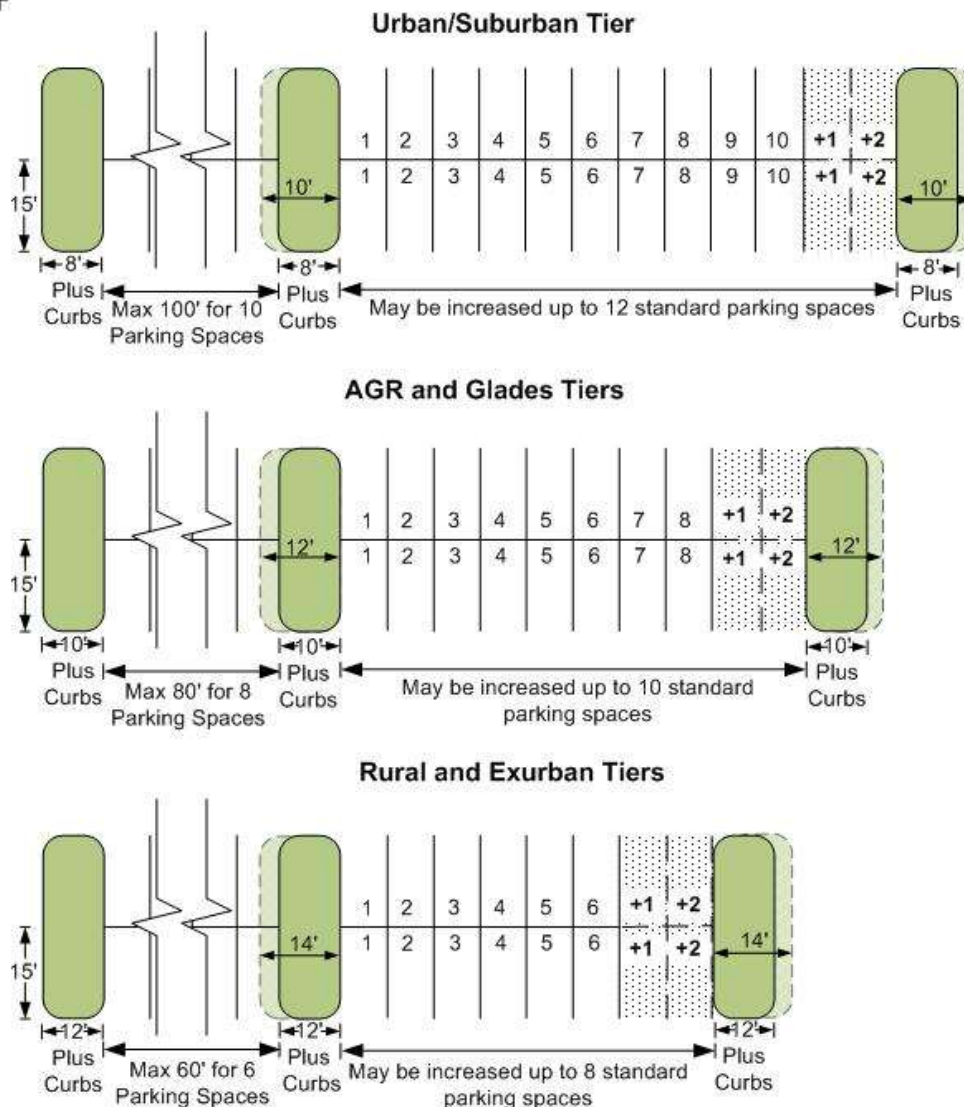 Urban/Suburban Tier
1 2 3 4 5 6 7 8 9 10 +1 +2
1 2 3 4 5 6 7 8 9 10 +1 +2
15'
10'
10'
8'
8'
8'
Plus
Curbs
Max 100' for 10
Parking Spaces
Plus
Curbs
May be increased up to 12 standard parking spaces
Plus
Curbs
AGR and Glades Tiers
1 2 3 4 5 6 7 8 +1 +2
1 2 3 4 5 6 7 8 +1 +2
15'
12'
12'
10'
10'
10'
Plus
Curbs
Max 80' for 8
Parking Spaces
Plus
Curbs
May be increased up to 10 standard
parking spaces
Plus
Curbs
Rural and Exurban Tiers
1 2 3 4 5 6 +1 +2
1 2 3 4 5 6 +1 +2
15'
14'
14'
12'
12'
12'
Plus
Curbs
Max 60' for 6
Parking Spaces
Plus
Curbs
May be increased up to 8 standard
parking spaces
Plus
Curbs